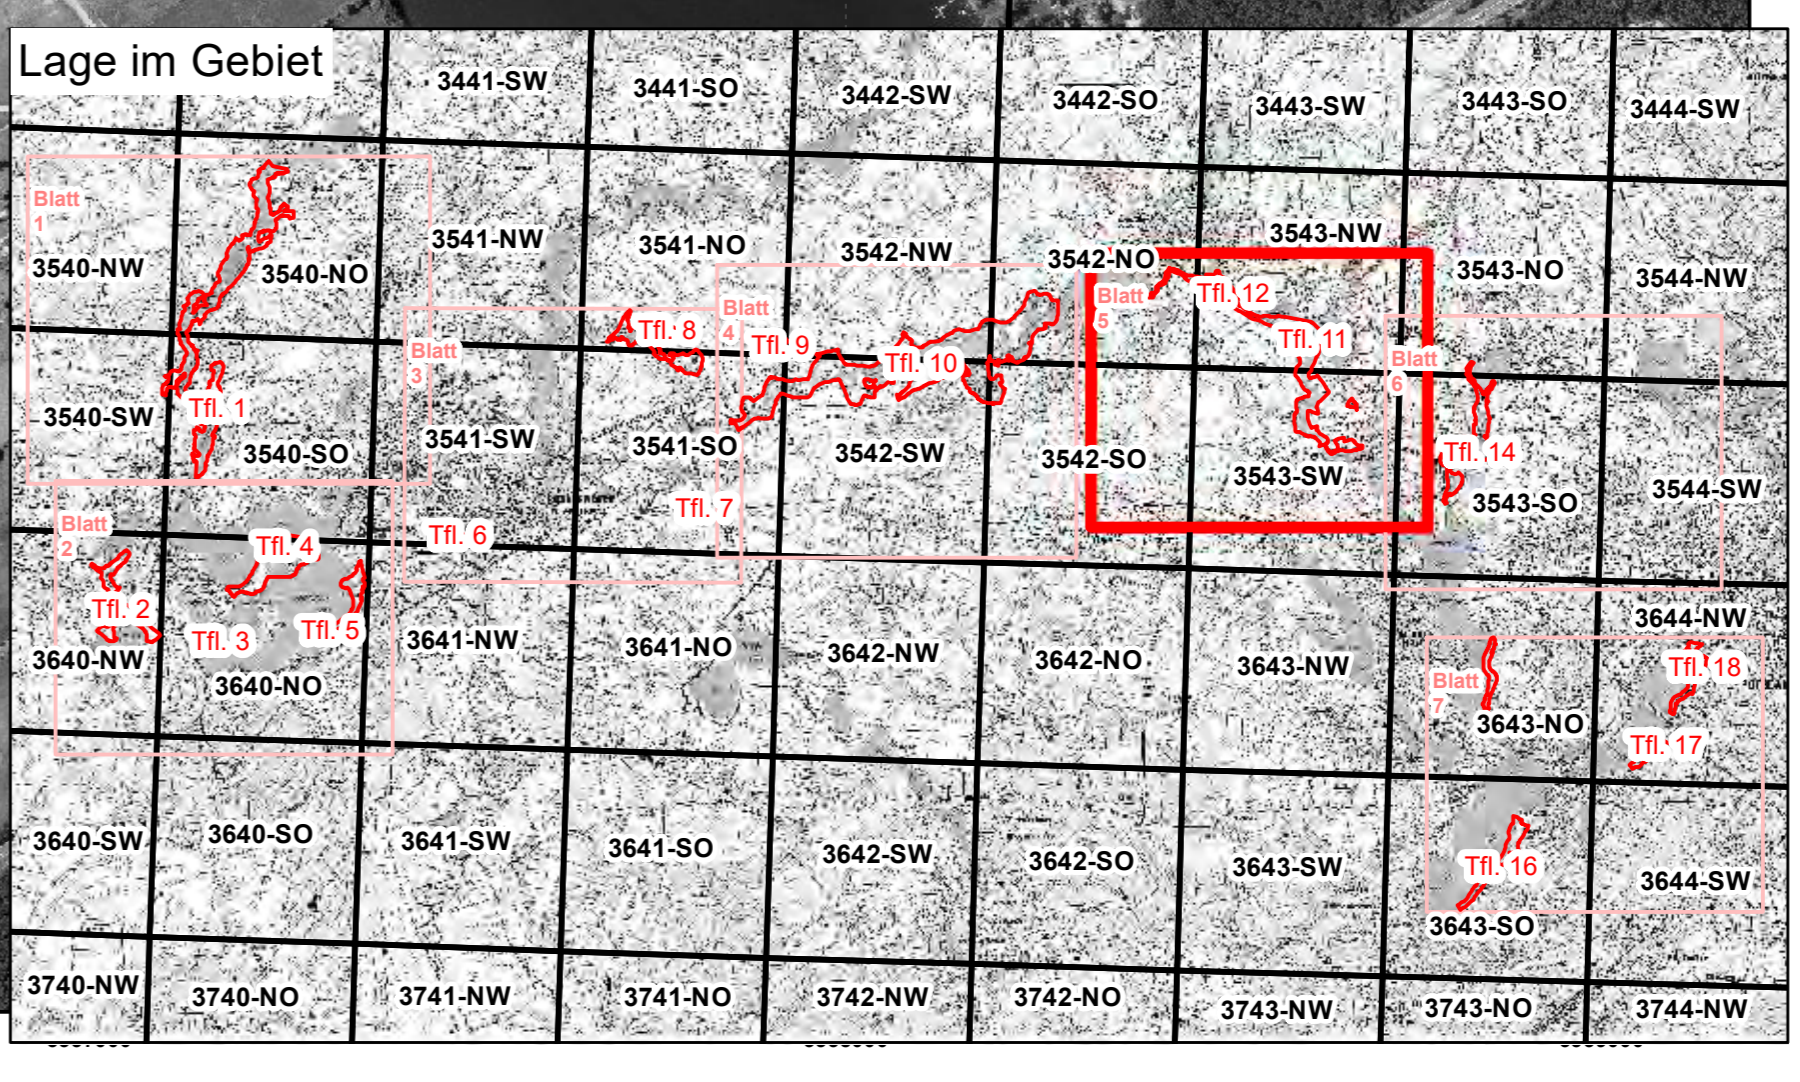 Lage im Gebiet
3441-SW
3441-SO
3442-SW
3442-SO
3443-SW
3443-SO
3444-SW
Blatt
1
3540-NW
3540-NO
3541-NW
3541-NO
3542-NW
3542-NO
3543-NW
3543-NO
3544-NW
Blatt
3
Tfl. 8
Blatt
4
Tfl. 9
Tfl. 10
Blatt
5
Tfl. 12
Tfl. 11
Blatt
6
3540-SW
Tfl. 1
3540-SO
3541-SW
3541-SO
3542-SW
3542-SO
3543-SW
Tfl. 14
3543-SO
3544-SW
Tfl. 6
Tfl. 7
Blatt
2
Tfl. 4
Tfl. 2
Tfl. 3
Tfl. 5
3640-NW
3640-NO
3641-NW
3641-NO
3642-NW
3642-NO
3643-NW
3644-NW
Blatt
7
3643-NO
Tfl. 18
Tfl. 17
3640-SW
3640-SO
3641-SW
3641-SO
3642-SW
3642-SO
3643-SW
Tfl. 16
3643-SO
3644-SW
3740-NW
3740-NO
3741-NW
3741-NO
3742-NW
3742-NO
3743-NW
3743-NO
3744-NW